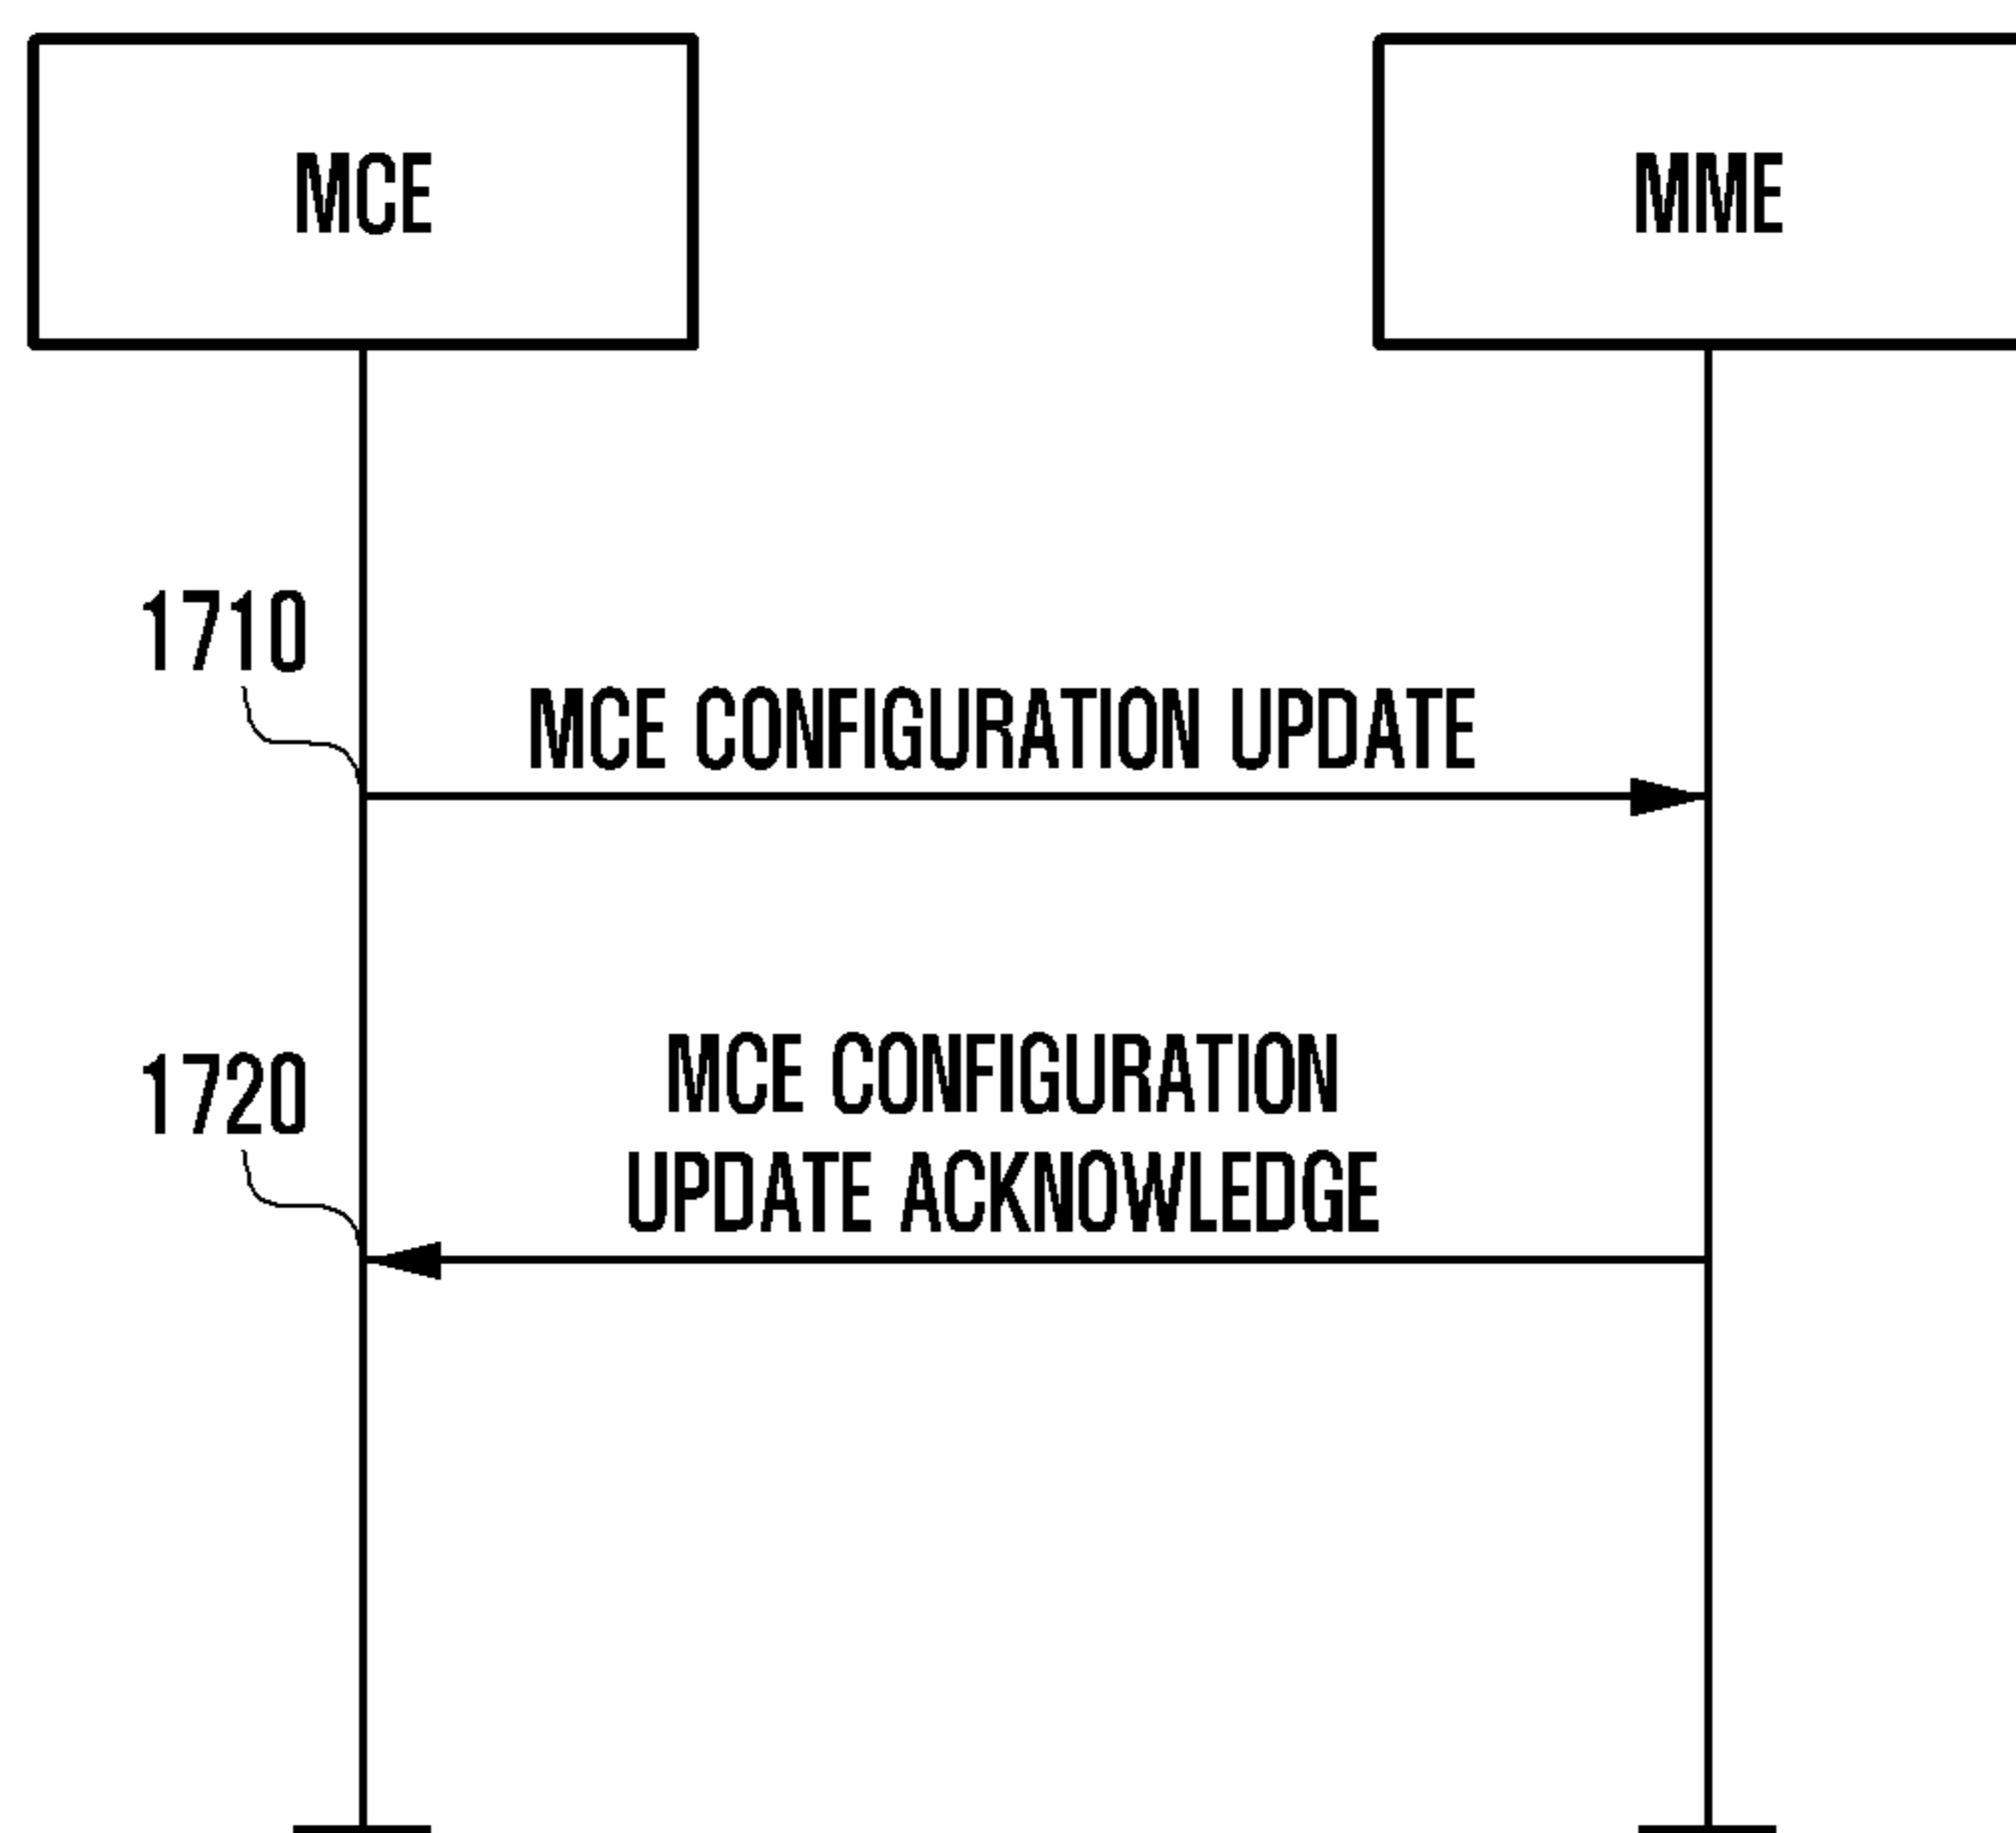 MCE
MME
1710
MCE CONFIGURATION UPDATE
1720
MCE CONFIGURATION
UPDATE ACKNOWLEDGE